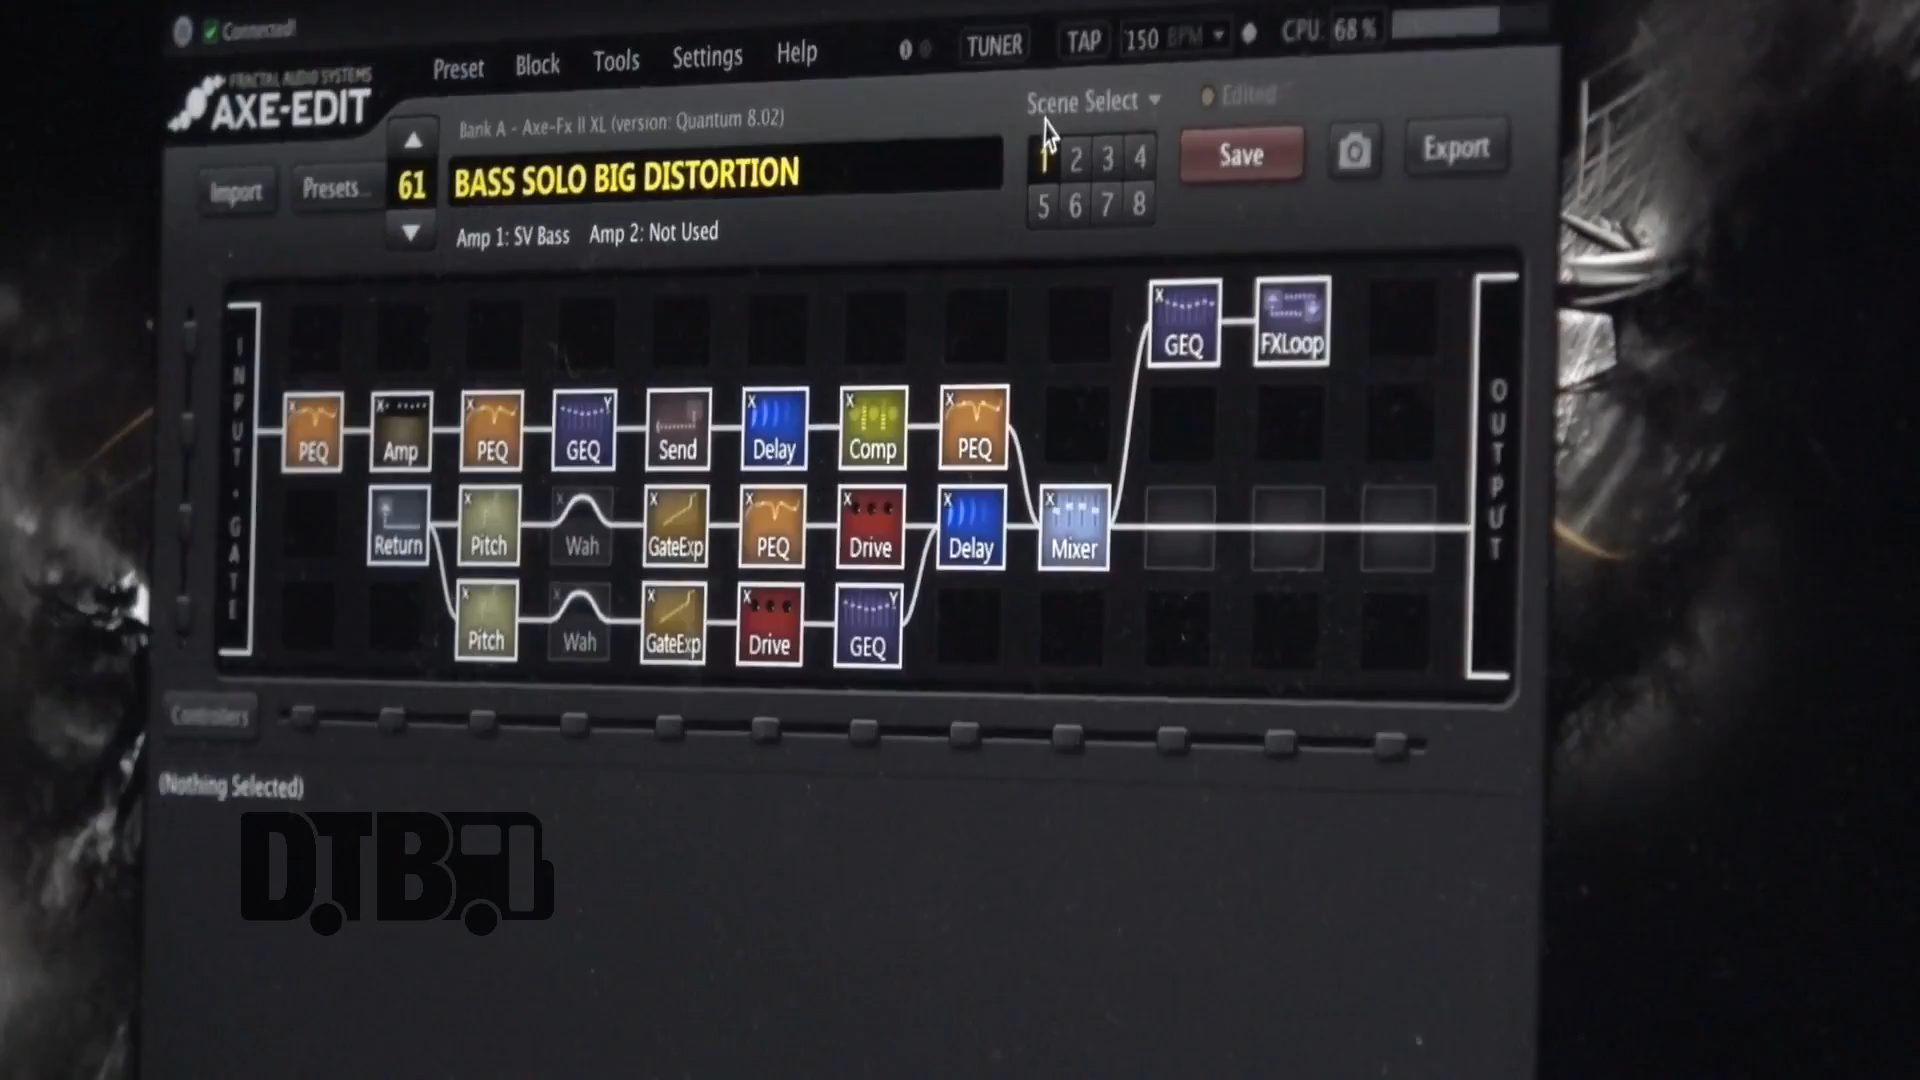 Connected!
Preset Block Tools Settings Help TUNER TAP 150 BPM CPU: 68 %
FRACTAL AUDIO SYSTEMS
AXE-EDIT
Bank A - Axe-Fx II XL (version: Quantum 8.02)
Scene Select Edited
Import Presets... 61 BASS SOLO BIG DISTORTION
1 2 3 4
Save Export
5 6 7 8
Amp 1: SV Bass Amp 2: Not Used
INPUT · GATE
X GEQ FXLoop
X PEQ X Amp X PEQ Y GEQ Send X Delay X Comp X PEQ
Return X Pitch X Wah X GateExp X PEQ X Drive X Delay X Mixer
X Pitch X Wah X GateExp X Drive Y GEQ
OUTPUT
Controllers
(Nothing Selected)
DTB